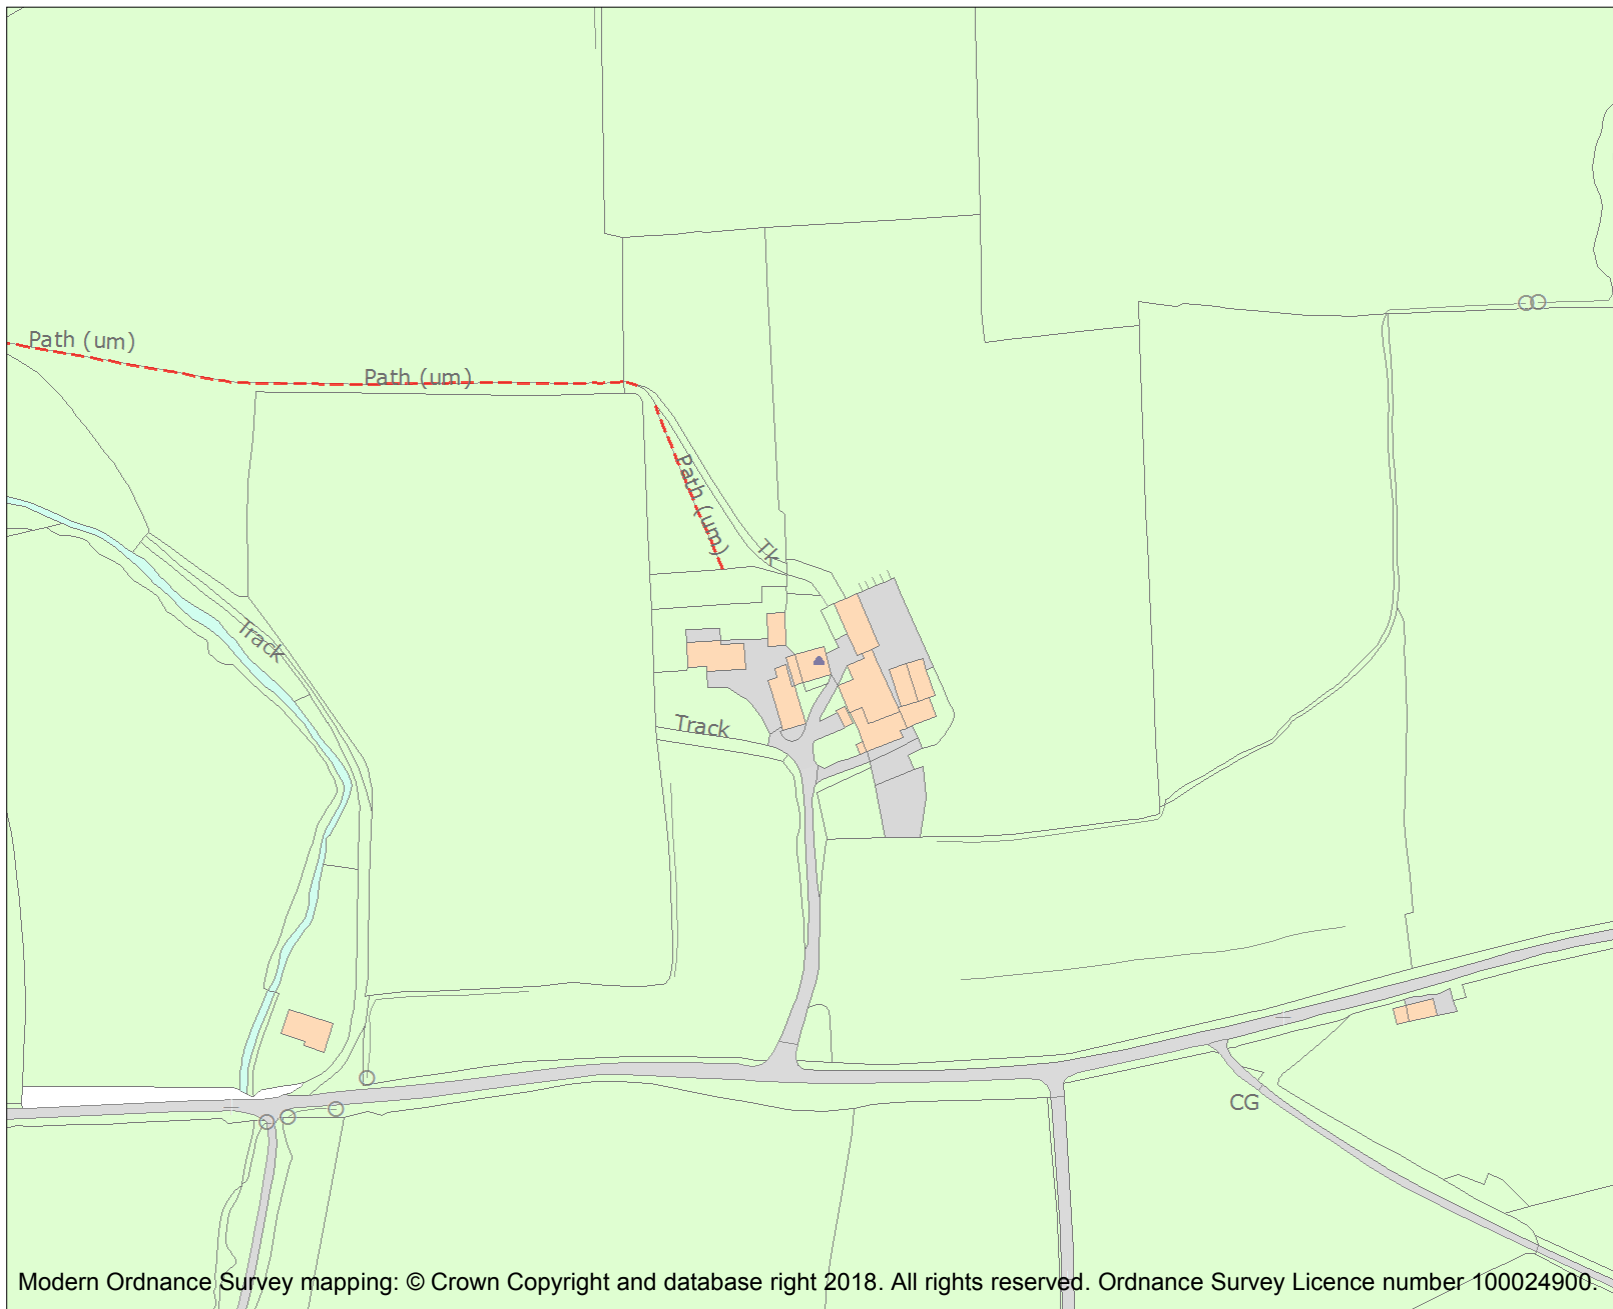 Path (um)
Path (um)
Path (um)
Tk
Track
Track
CG
Modern Ordnance Survey mapping: © Crown Copyright and database right 2018. All rights reserved. Ordnance Survey Licence number 100024900.